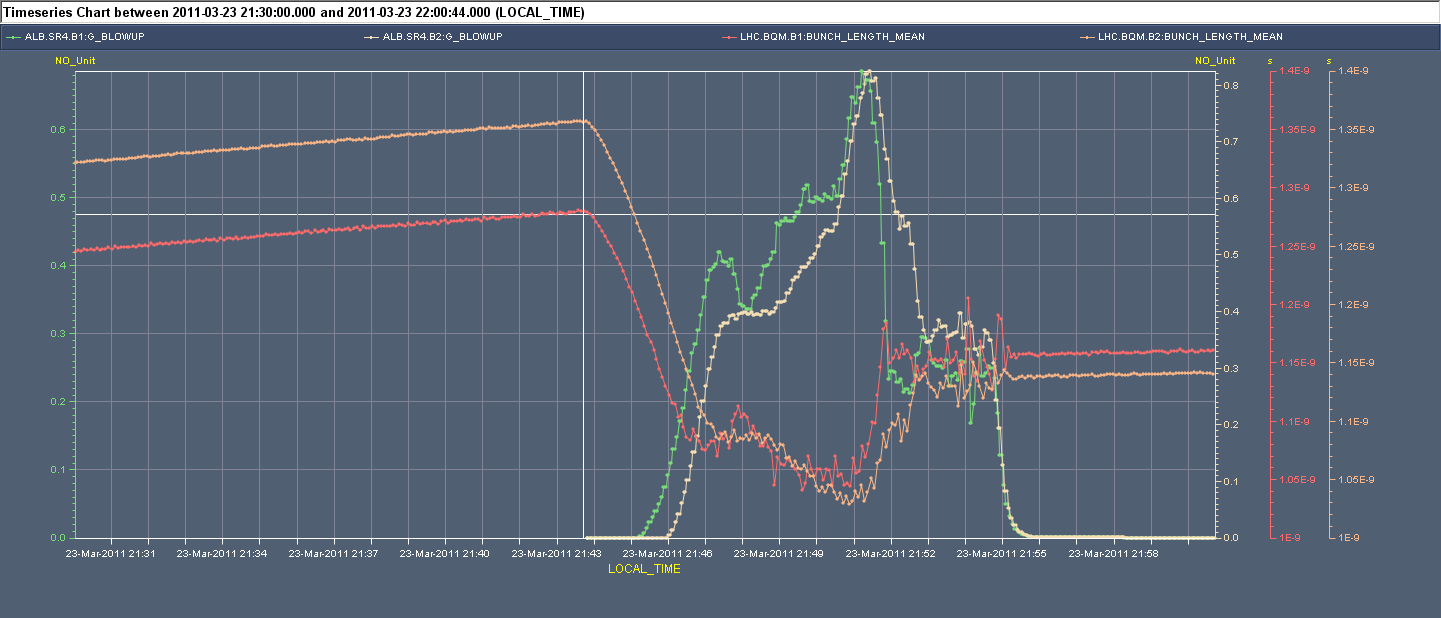 Timeseries Chart between 2011-03-23 21:30:00.000 and 2011-03-23 22:00:44.000 (LOCAL_TIME)
ALB.SR4.B1:G_BLOWUP ALB.SR4.B2:G_BLOWUP LHC.BQM.B1:BUNCH_LENGTH_MEAN LHC.BQM.B2:BUNCH_LENGTH_MEAN
NO_Unit NO_Unit s s
1.4E-9 1.4E-9
0.8
0.6 1.35E-9 1.35E-9
0.7
0.5 0.6 1.3E-9 1.3E-9
0.4 0.5 1.25E-9 1.25E-9
0.4 1.2E-9 1.2E-9
0.3
0.3 1.15E-9 1.15E-9
0.2 0.2 1.1E-9 1.1E-9
0.1 0.1 1.05E-9 1.05E-9
0.0 0.0 1E-9 1E-9
23-Mar-2011 21:31 23-Mar-2011 21:34 23-Mar-2011 21:37 23-Mar-2011 21:40 23-Mar-2011 21:43 23-Mar-2011 21:46 23-Mar-2011 21:49 23-Mar-2011 21:52 23-Mar-2011 21:55 23-Mar-2011 21:58
LOCAL_TIME